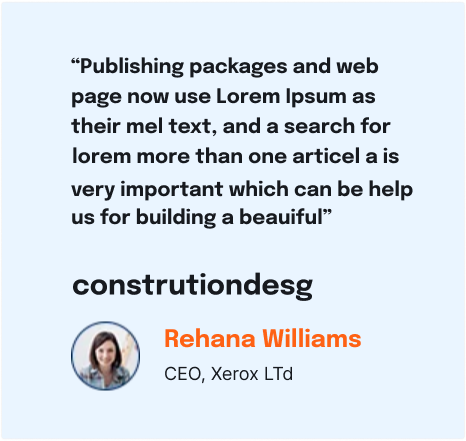 “Publishing packages and web
page now use Lorem Ipsum as
their mel text, and a search for
lorem more than one articel a is
very important which can be help
us for building a beauiful”
construtiondesg
Rehana Williams
CEO, Xerox LTd